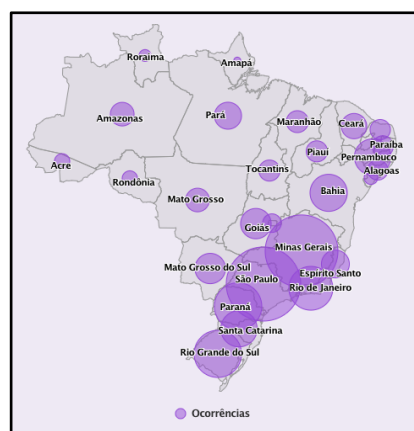 Roraima
Amapá
Amazonas
Pará
Maranhão
Ceará
Paraíba
Piauí
Pernambuco
Acre
Tocantins
Alagoas
Rondônia
Bahia
Mato Grosso
Goiás
Minas Gerais
Mato Grosso do Sul
Espírito Santo
São Paulo
Rio de Janeiro
Paraná
Santa Catarina
Rio Grande do Sul
Ocorrências